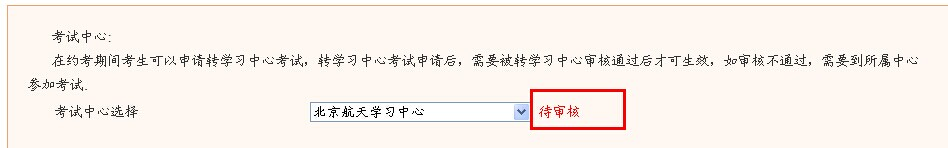 考试中心:
在约考期间考生可以申请转学习中心考试，转学习中心考试申请后，需要被转学习中心审核通过后才可生效，如审核不通过，需要到所属中心
参加考试.
考试中心选择 北京航天学习中心 待审核